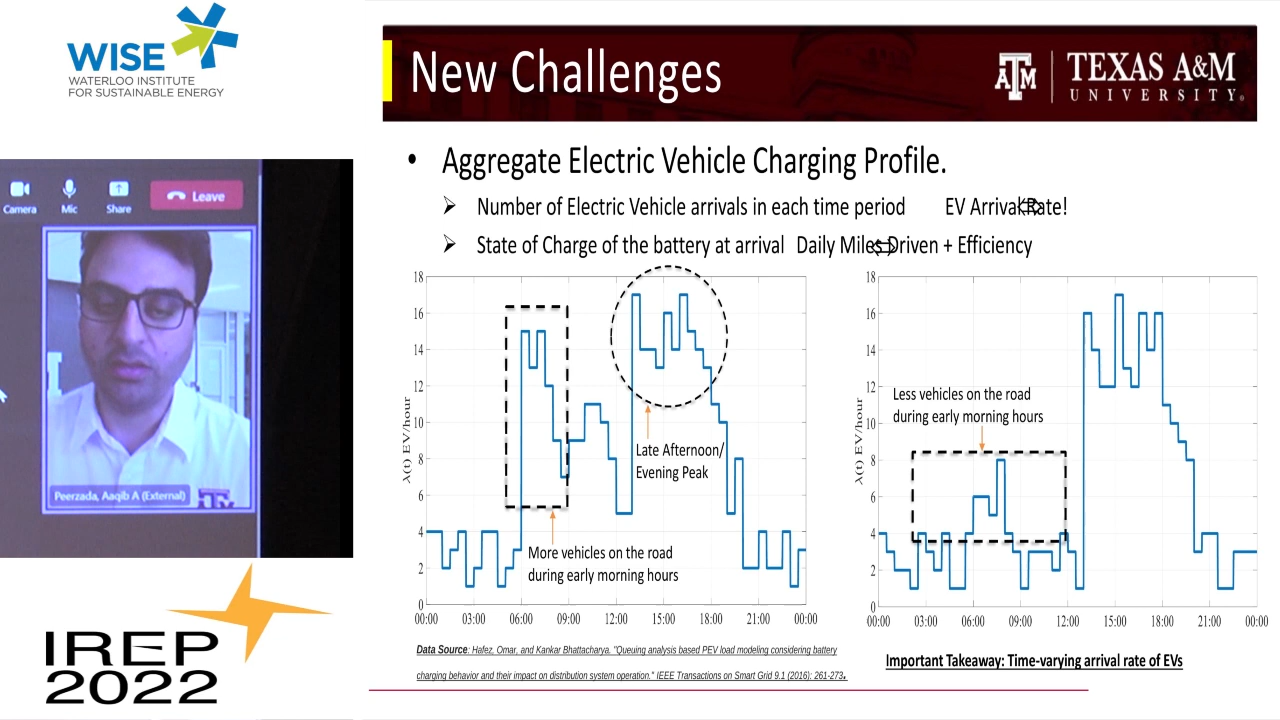 WISE
WATERLOO INSTITUTE
FOR SUSTAINABLE ENERGY
New Challenges
TEXAS A&M
UNIVERSITY
• Aggregate Electric Vehicle Charging Profile.
Number of Electric Vehicle arrivals in each time period EV Arrival Rate!
State of Charge of the battery at arrival Daily Miles Driven + Efficiency
Camera
Mic
Share
Leave
Peerzada, Aaqib A (External)
λ(t) EV/hour
18
16
14
12
10
8
6
4
2
0
00:00 03:00 06:00 09:00 12:00 15:00 18:00 21:00 00:00
Late Afternoon/
Evening Peak
More vehicles on the road
during early morning hours
λ(t) EV/hour
18
16
14
12
10
8
6
4
2
0
00:00 03:00 06:00 09:00 12:00 15:00 18:00 21:00 00:00
Less vehicles on the road
during early morning hours
Data Source: Hafez, Omar, and Kankar Bhattacharya. "Queuing analysis based PEV load modeling considering battery
charging behavior and their impact on distribution system operation." IEEE Transactions on Smart Grid 9.1 (2016): 261-273.
Important Takeaway: Time-varying arrival rate of EVs
IREP
2022